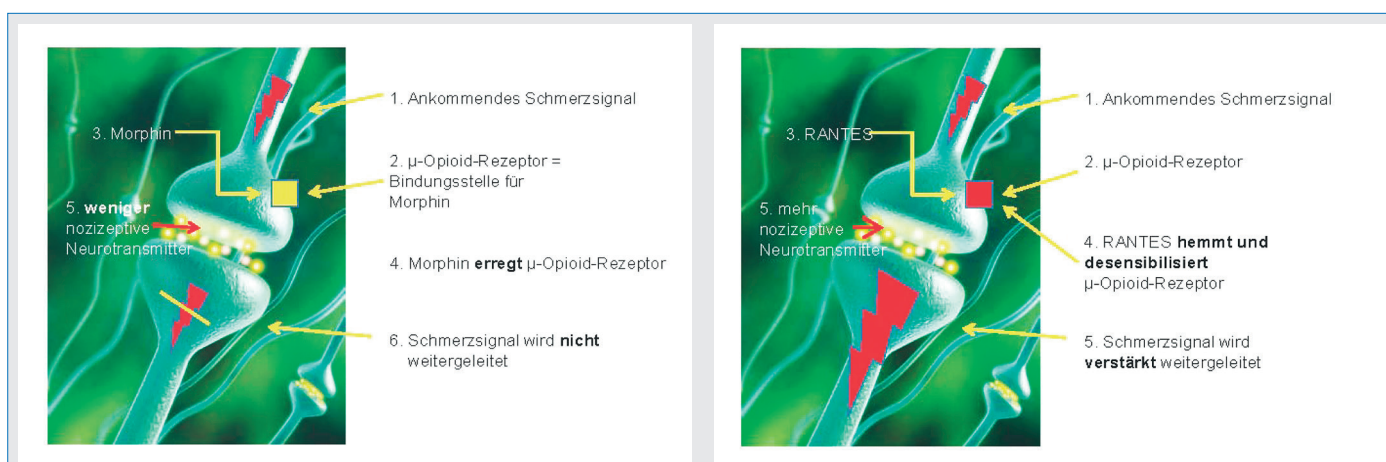 1. Ankommendes Schmerzsignal
3. Morphin
2. µ-Opioid-Rezeptor =
Bindungsstelle für
Morphin
5. weniger
nozizeptive
Neurotransmitter
4. Morphin erregt µ-Opioid-Rezeptor
6. Schmerzsignal wird nicht
weitergeleitet
1. Ankommendes Schmerzsignal
3. RANTES
2. µ-Opioid-Rezeptor
5. mehr
nozizeptive
Neurotransmitter
4. RANTES hemmt und
desensibilisiert
µ-Opioid-Rezeptor
5. Schmerzsignal wird
verstärkt weitergeleitet